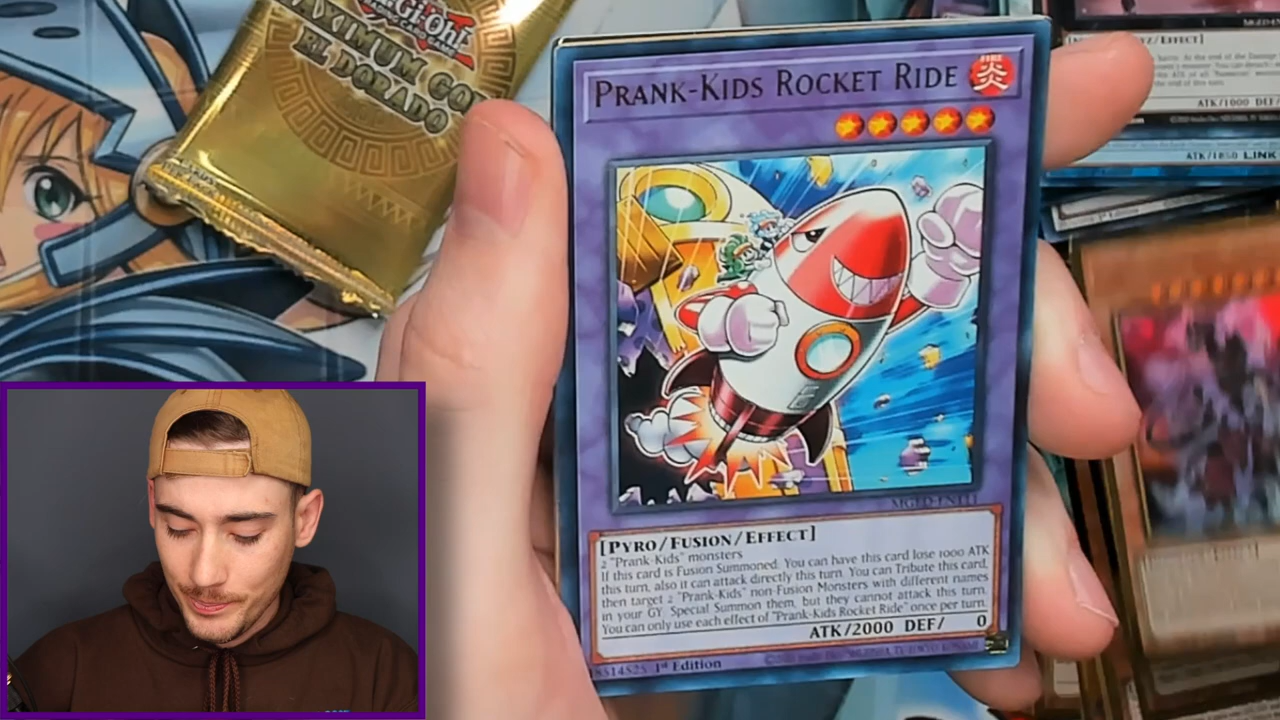 Yu-Gi-Oh!
MAXIMUM GOLD
EL DORADO
PRANK-KIDS ROCKET RIDE
炎
MGED-EN111
[PYRO/FUSION/EFFECT]
2 "Prank-Kids" monsters
If this card is Fusion Summoned: You can have this card lose 1000 ATK
this turn, also it can attack directly this turn. You can Tribute this card,
then target 2 "Prank-Kids" non-Fusion Monsters with different names
in your GY; Special Summon them, but they cannot attack this turn.
You can only use each effect of "Prank-Kids Rocket Ride" once per turn.
ATK/2000 DEF/ 0
1st Edition
ATK/1000 DEF/
ATK/1850 LINK